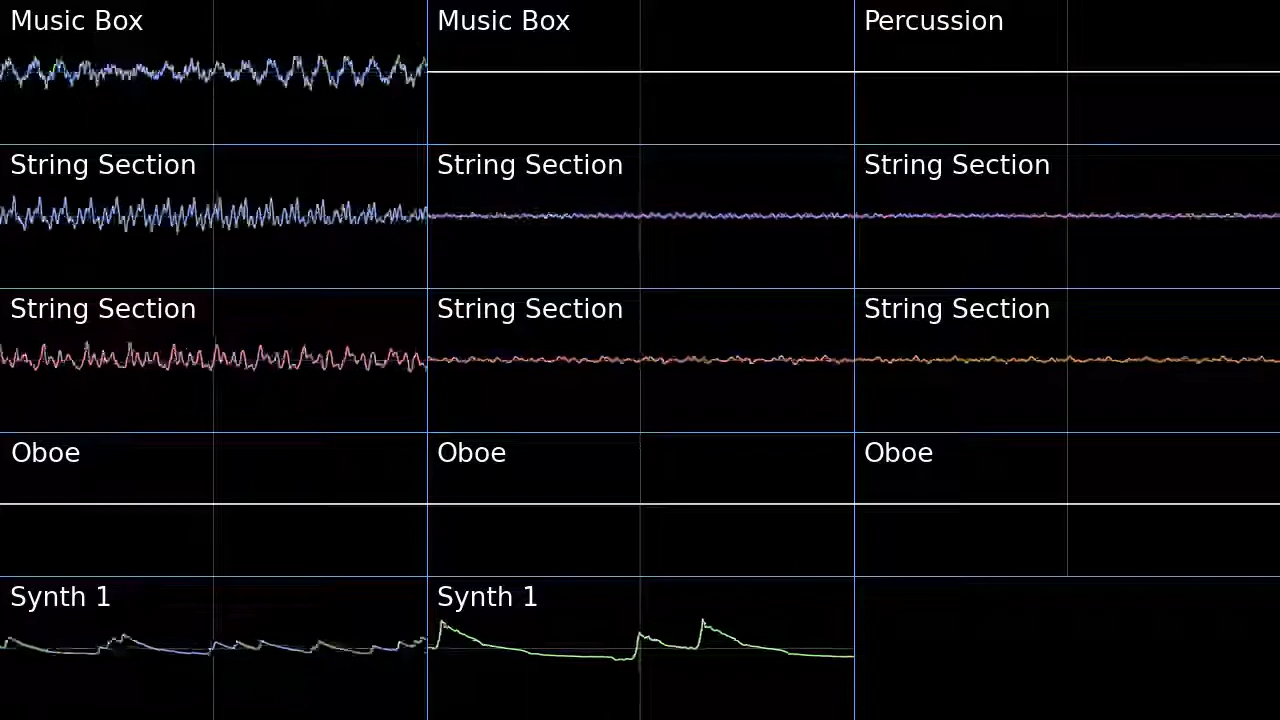 Music Box
Music Box
Percussion
String Section
String Section
String Section
String Section
String Section
String Section
Oboe
Oboe
Oboe
Synth 1
Synth 1